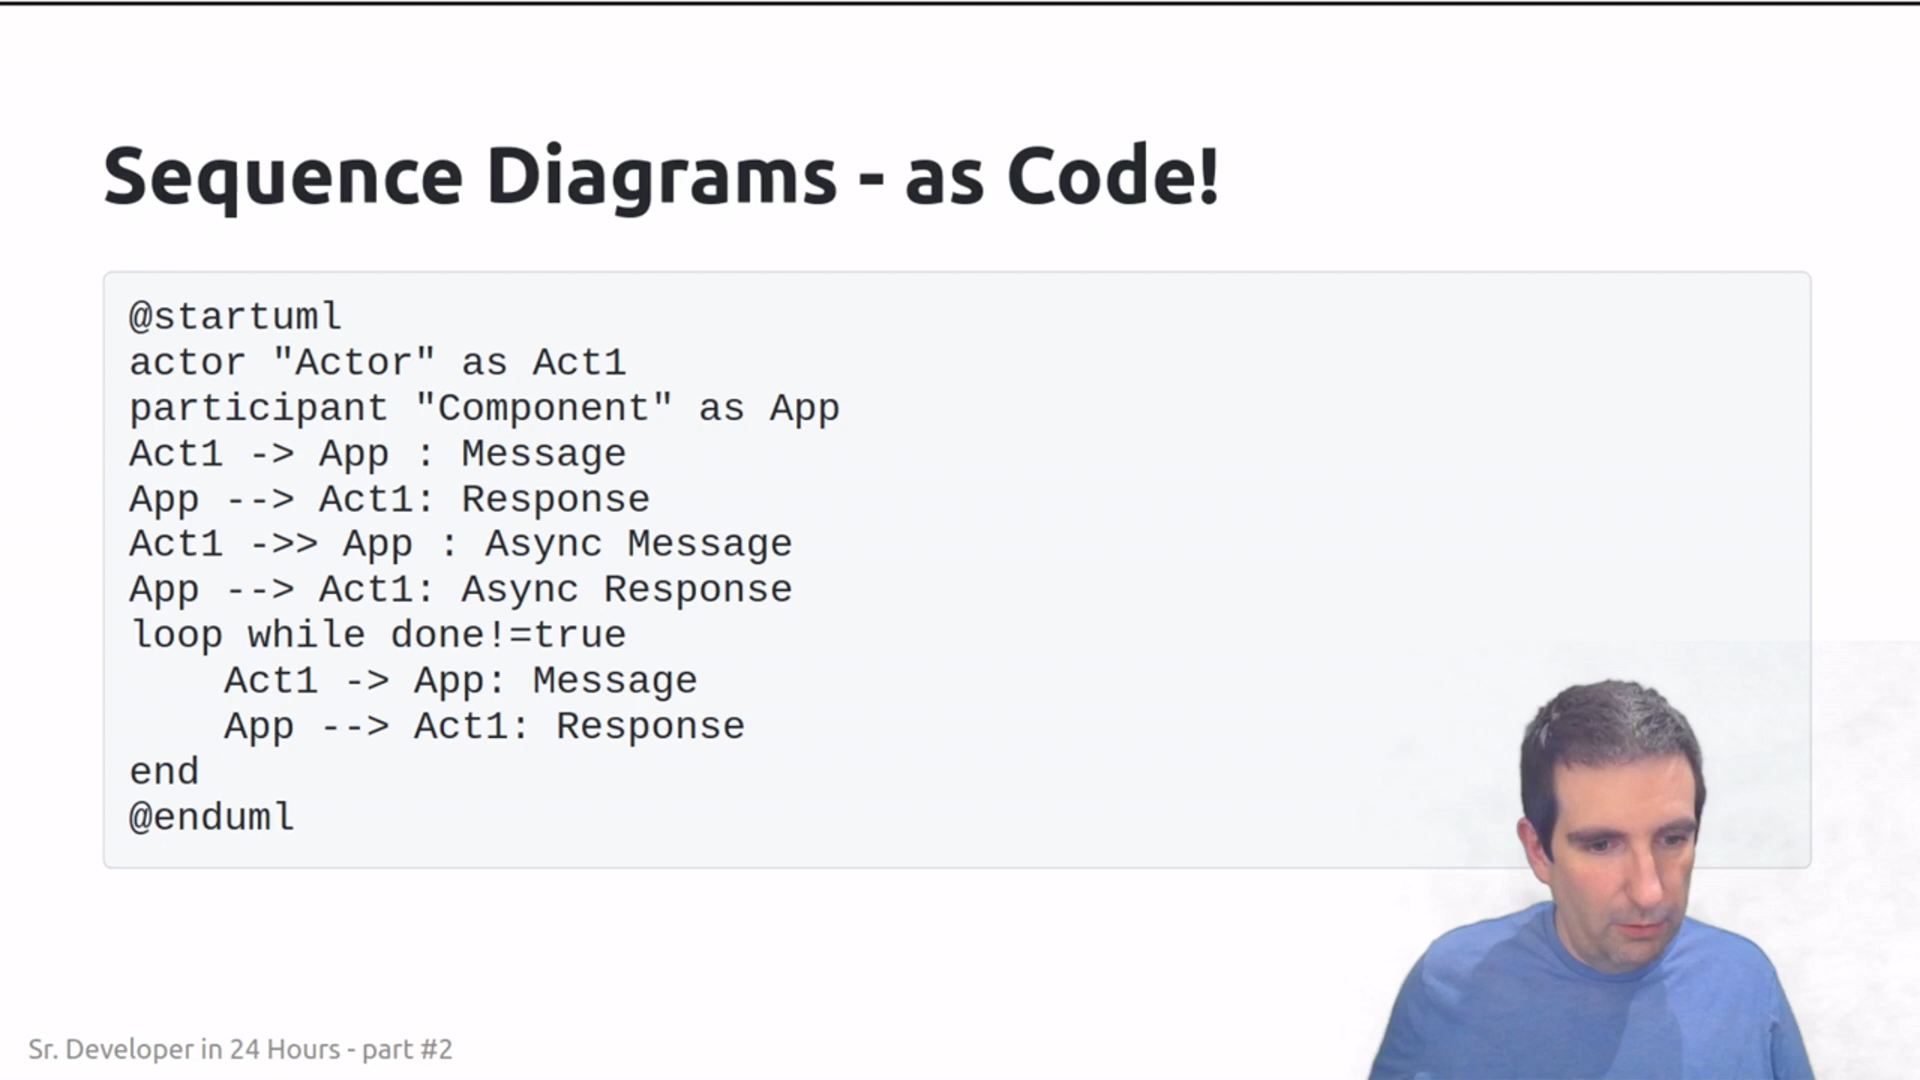 Sequence Diagrams - as Code!
@startuml
actor "Actor" as Act1
participant "Component" as App
Act1 -> App : Message
App --> Act1: Response
Act1 ->> App : Async Message
App --> Act1: Async Response
loop while done!=true
    Act1 -> App: Message
    App --> Act1: Response
end
@enduml
Sr. Developer in 24 Hours - part #2